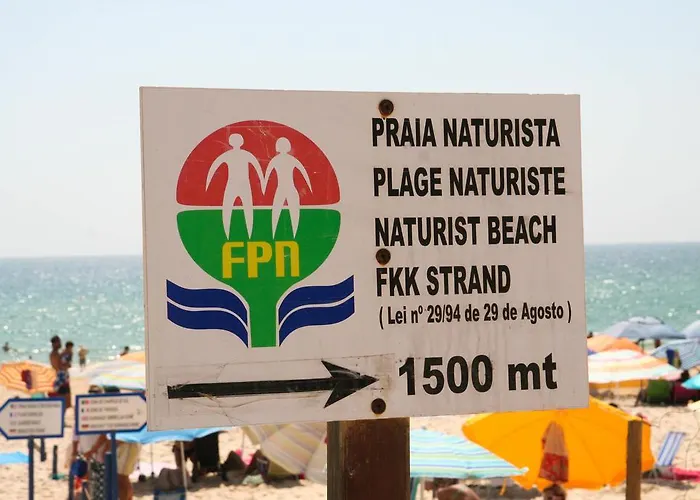 FPN
PRAIA NATURISTA
PLAGE NATURISTE
NATURIST BEACH
FKK STRAND
( Lei nº 29/94 de 29 de Agosto )
1500 mt